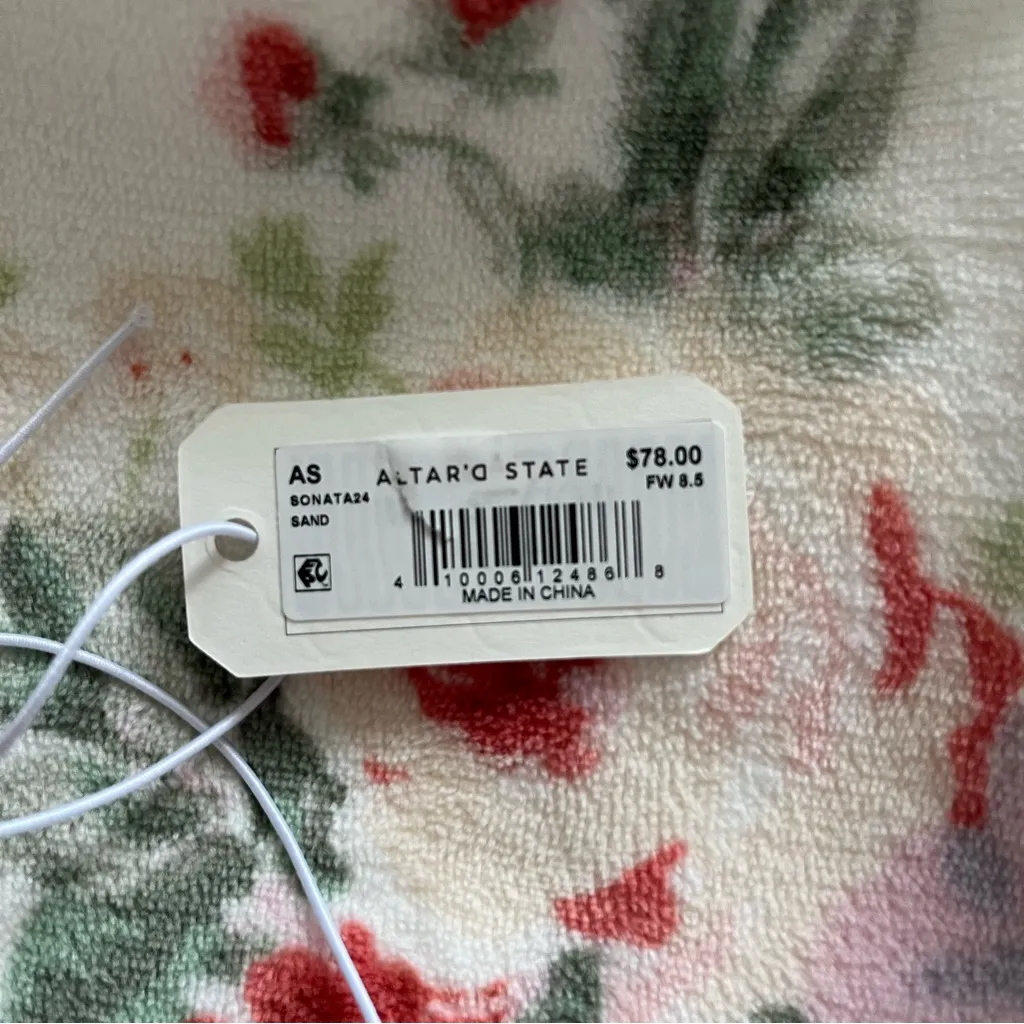 AS
SONATA24
SAND
ALTAR'D STATE
$78.00
FW 8.5
4 10006 12486 8
MADE IN CHINA